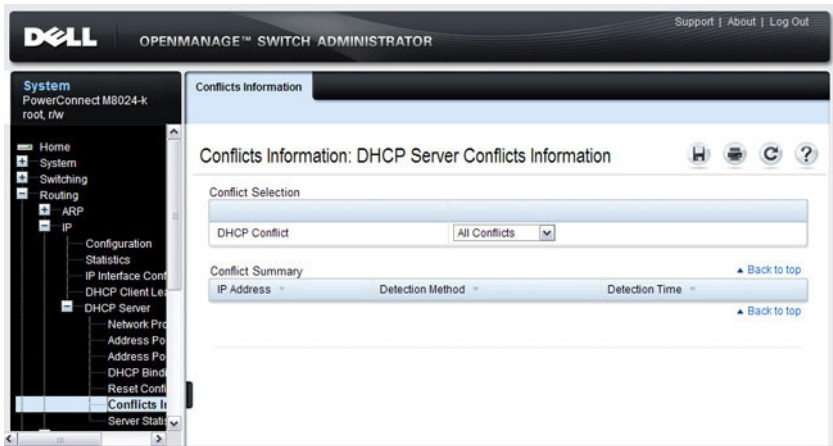 Support | About | Log Out
DELL OPENMANAGE™ SWITCH ADMINISTRATOR
System
PowerConnect M8024-k
root, r/w
Home
System
Switching
Routing
ARP
IP
Configuration
Statistics
IP Interface Conf
DHCP Client Lea
DHCP Server
Network Pro
Address Po
Address Po
DHCP Bindi
Reset Confi
Conflicts In
Server Statis
Conflicts Information
Conflicts Information: DHCP Server Conflicts Information
Conflict Selection
DHCP Conflict All Conflicts
Back to top
Conflict Summary
IP Address Detection Method Detection Time
Back to top